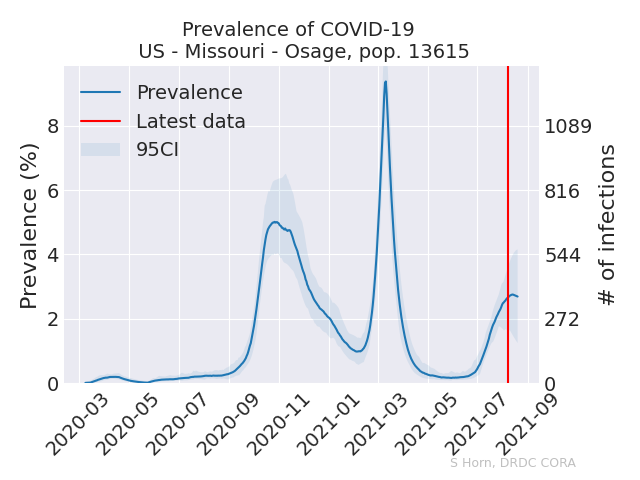 Prevalence of COVID-19
US - Missouri - Osage, pop. 13615
Prevalence
Latest data
95CI
Prevalence (%)
8
6
4
2
0
1089
816
544
272
0
# of infections
2020-03
2020-05
2020-07
2020-09
2020-11
2021-01
2021-03
2021-05
2021-07
2021-09
S Horn, DRDC CORA